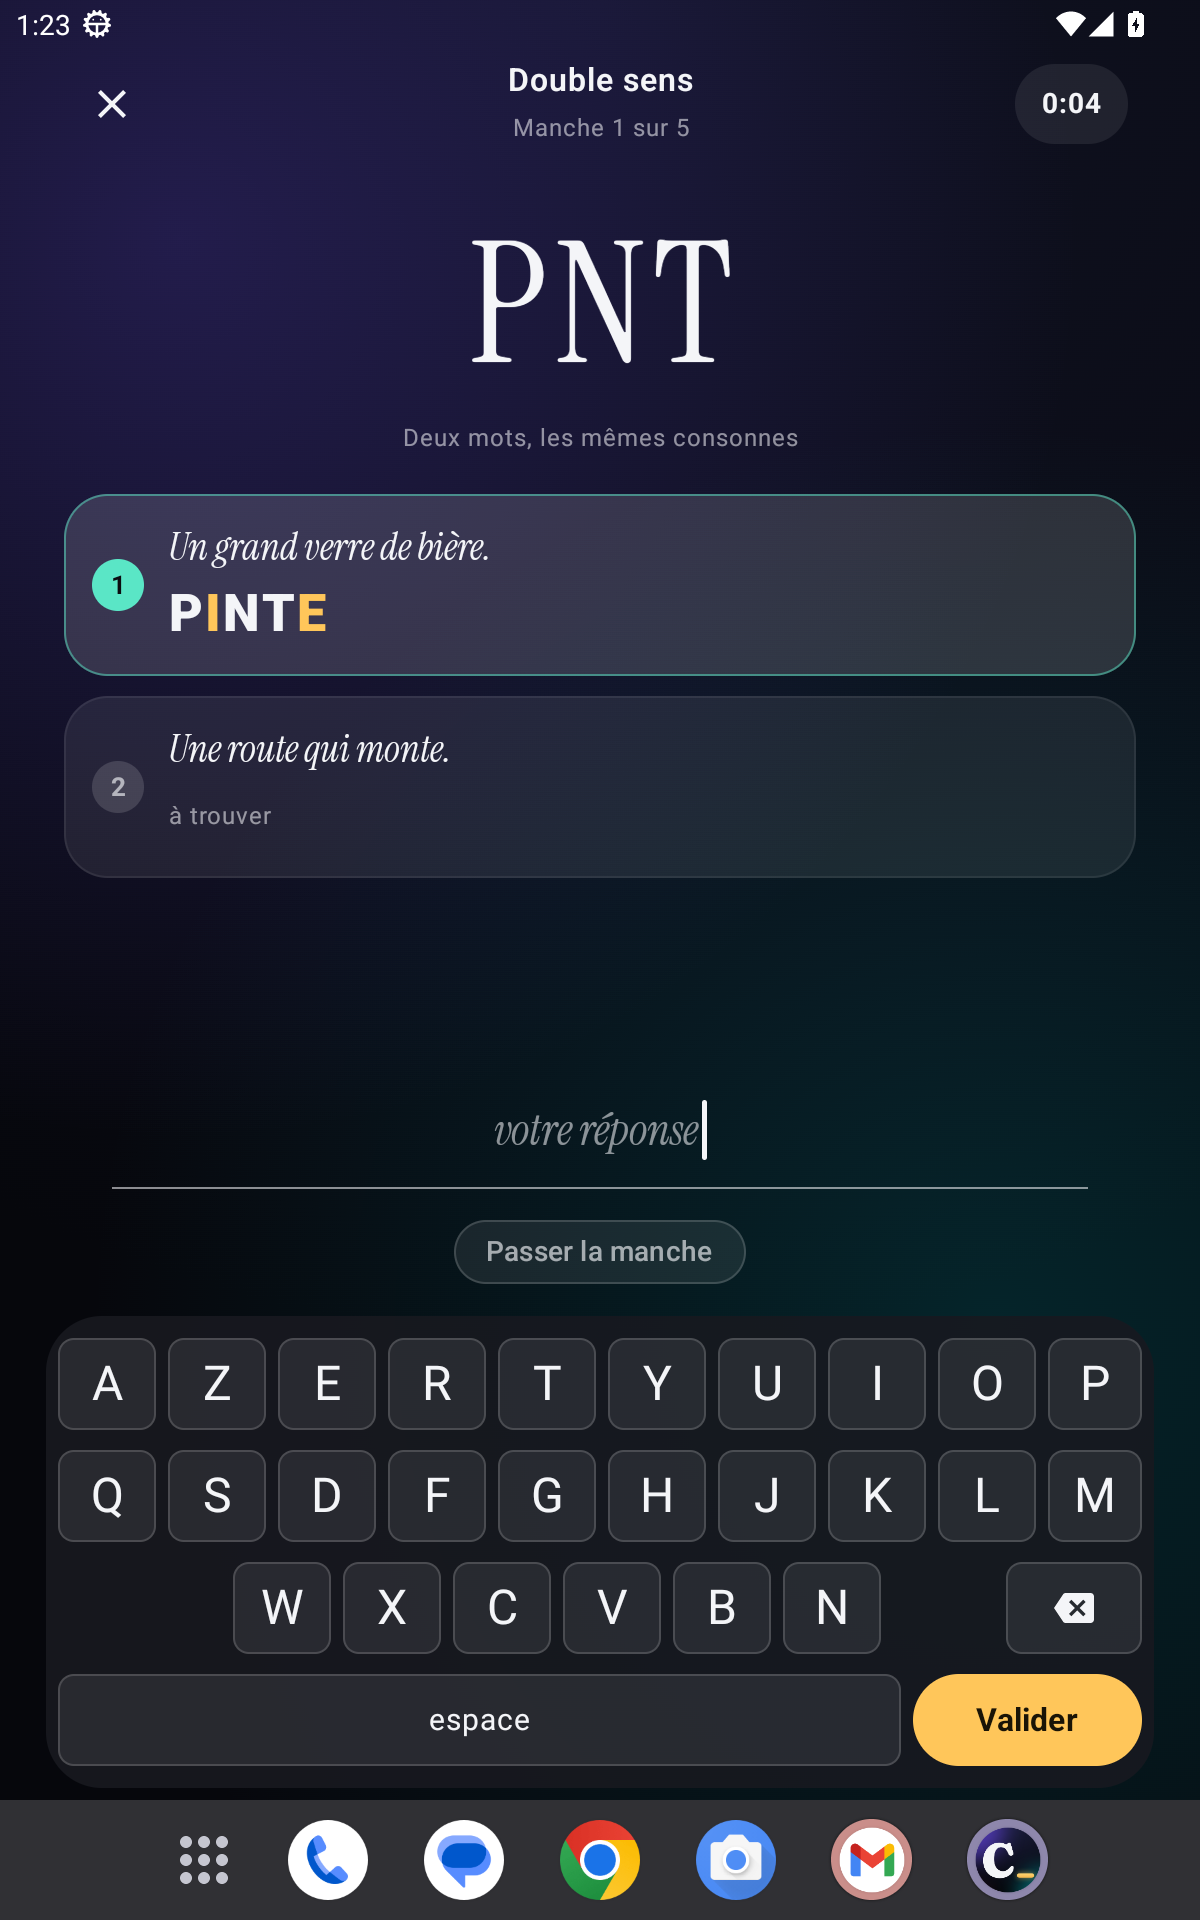 1:23
Double sens
Manche 1 sur 5
0:04
PNT
Deux mots, les mêmes consonnes
1
Un grand verre de bière.
PINTE
2
Une route qui monte.
à trouver
votre réponse
Passer la manche
A Z E R T Y U I O P
Q S D F G H J K L M
W X C V B N
espace
Valider
C_